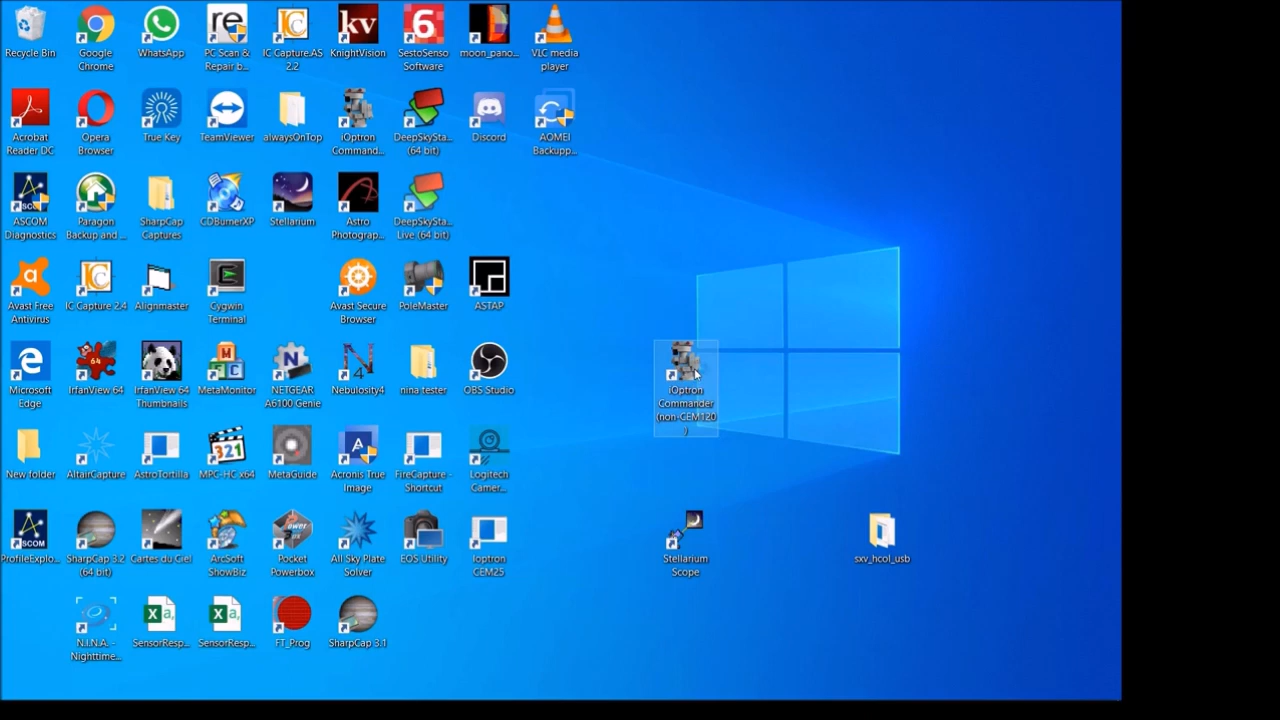 Recycle Bin
Google
Chrome
WhatsApp
PC Scan &
Repair b...
IC Capture.AS
2.2
KnightVision
SestoSenso
Software
moon_pano...
VLC media
player
Acrobat
Reader DC
Opera
Browser
True Key
TeamViewer
alwaysOnTop
iOptron
Command...
DeepSkySta...
(64 bit)
Discord
AOMEI
Backupp...
ASCOM
Diagnostics
Paragon
Backup and ...
SharpCap
Captures
CDBurnerXP
Stellarium
Astro
Photograp...
DeepSkySta...
Live (64 bit)
Avast Free
Antivirus
IC Capture 2.4
Alignmaster
Cygwin
Terminal
Avast Secure
Browser
PoleMaster
ASTAP
Microsoft
Edge
IrfanView 64
IrfanView 64
Thumbnails
MetaMonitor
NETGEAR
A6100 Genie
Nebulosity4
nina tester
OBS Studio
iOptron
Commander
(non-CEM120
)
New folder
AltairCapture
AstroTortilla
MPC-HC x64
MetaGuide
Acronis True
Image
FireCapture -
Shortcut
Logitech
Camer...
ProfileExplo...
SharpCap 3.2
(64 bit)
Cartes du Ciel
ArcSoft
ShowBiz
Pocket
Powerbox
All Sky Plate
Solver
EOS Utility
Ioptron
CEM25
Stellarium
Scope
sxv_hcol_usb
N.I.N.A. -
Nighttime...
SensorResp...
SensorResp...
FT_Prog
SharpCap 3.1